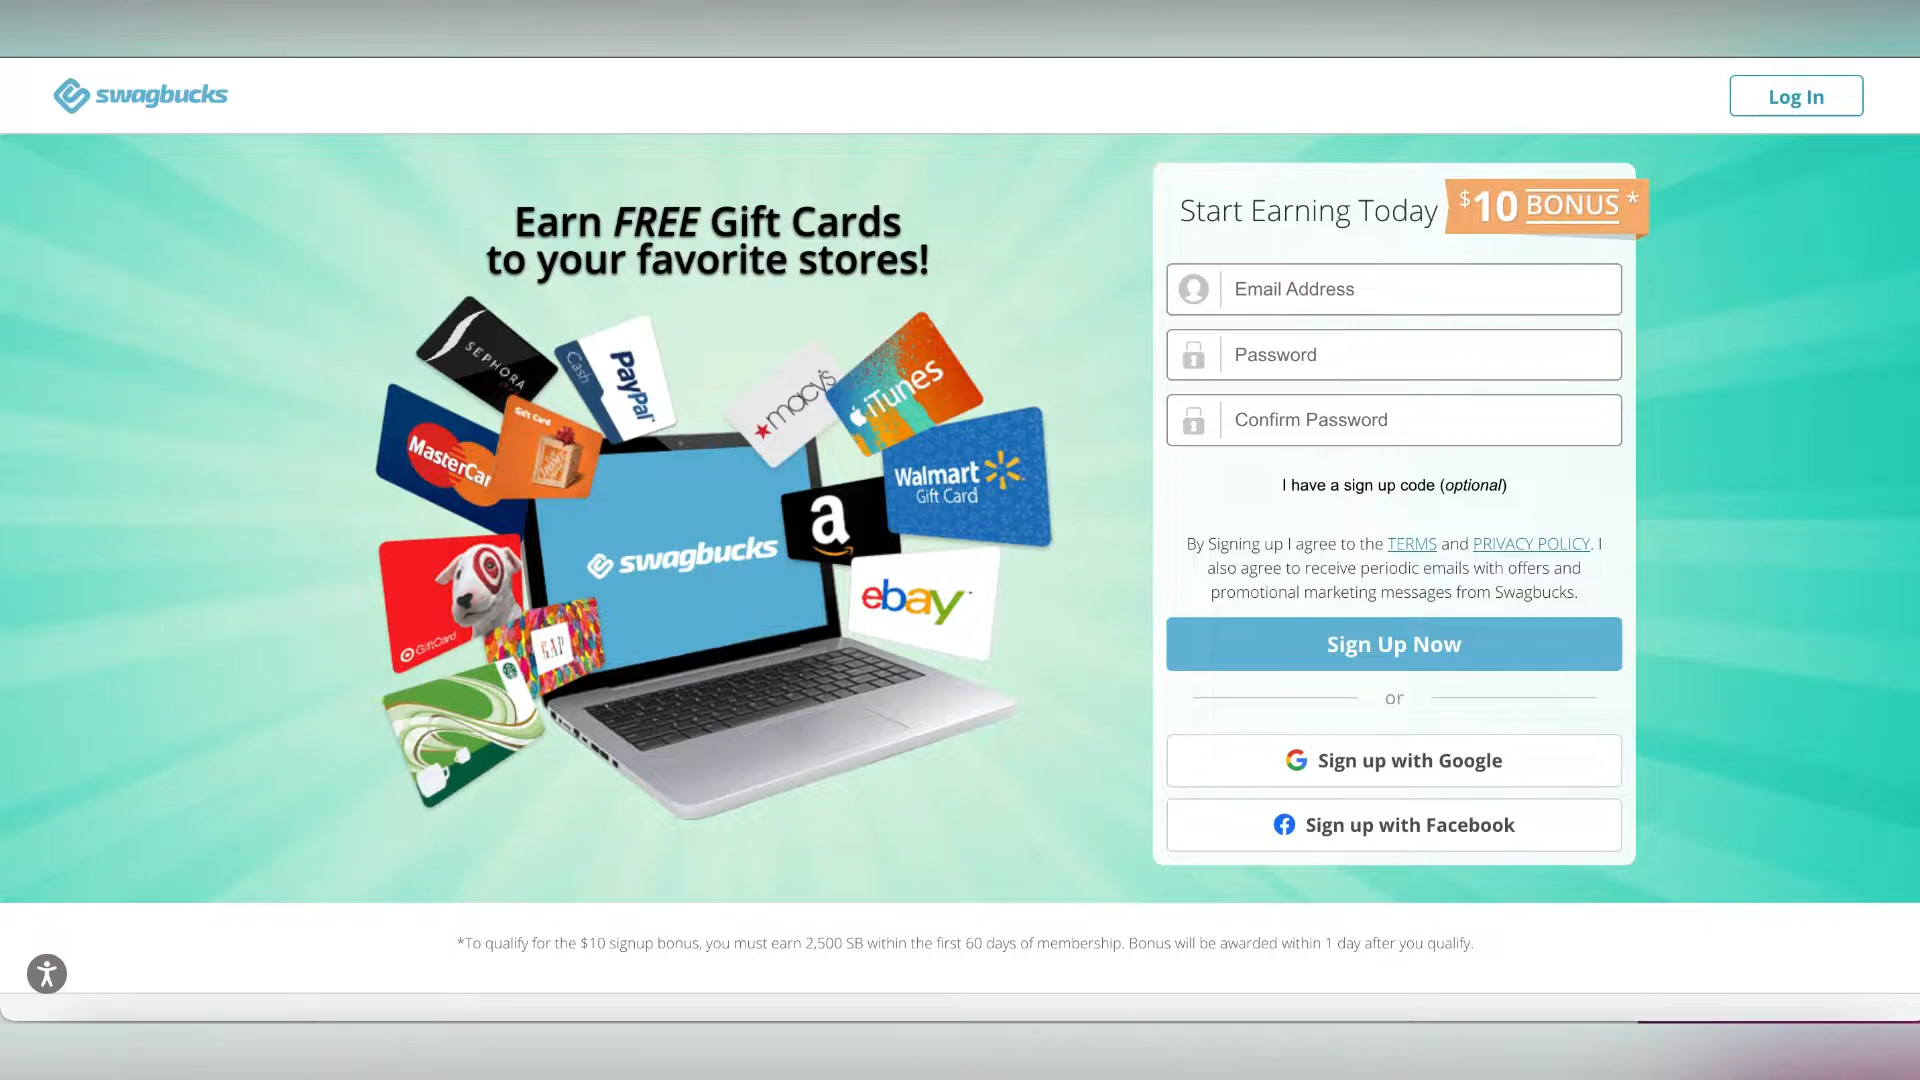 swagbucks
Log In
Earn FREE Gift Cards
to your favorite stores!
SEPHORA
Cash
PayPal
macy's
iTunes
MasterCar
Gift Card
Walmart
Gift Card
a
swagbucks
ebay
GiftCard
GAP
Start Earning Today
$10 BONUS *
Email Address
Password
Confirm Password
I have a sign up code (optional)
By Signing up I agree to the TERMS and PRIVACY POLICY. I
also agree to receive periodic emails with offers and
promotional marketing messages from Swagbucks.
Sign Up Now
or
Sign up with Google
Sign up with Facebook
*To qualify for the $10 signup bonus, you must earn 2,500 SB within the first 60 days of membership. Bonus will be awarded within 1 day after you qualify.